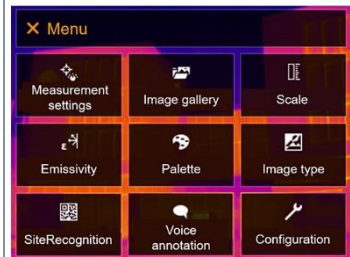 × Menu
Measurement
settings
Image gallery
Scale
ε
Emissivity
Palette
Image type
SiteRecognition
Voice
annotation
Configuration